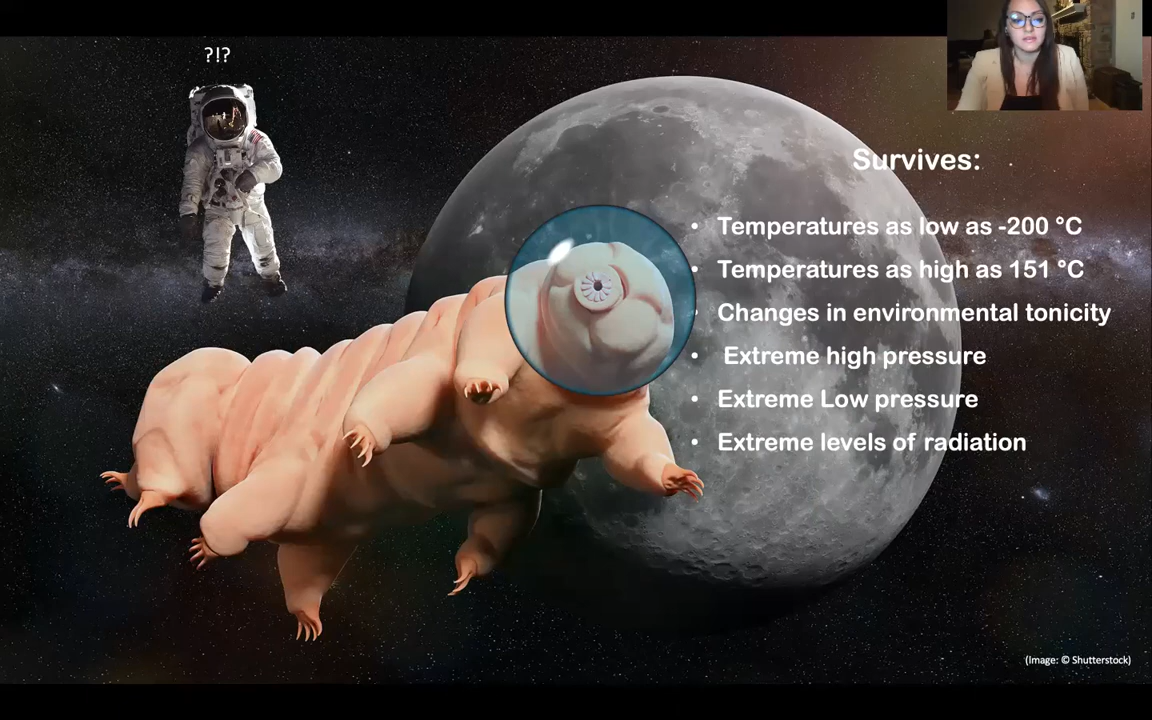 ?!?
Survives:
• Temperatures as low as -200 °C
• Temperatures as high as 151 °C
• Changes in environmental tonicity
• Extreme high pressure
• Extreme Low pressure
• Extreme levels of radiation
(Image: © Shutterstock)